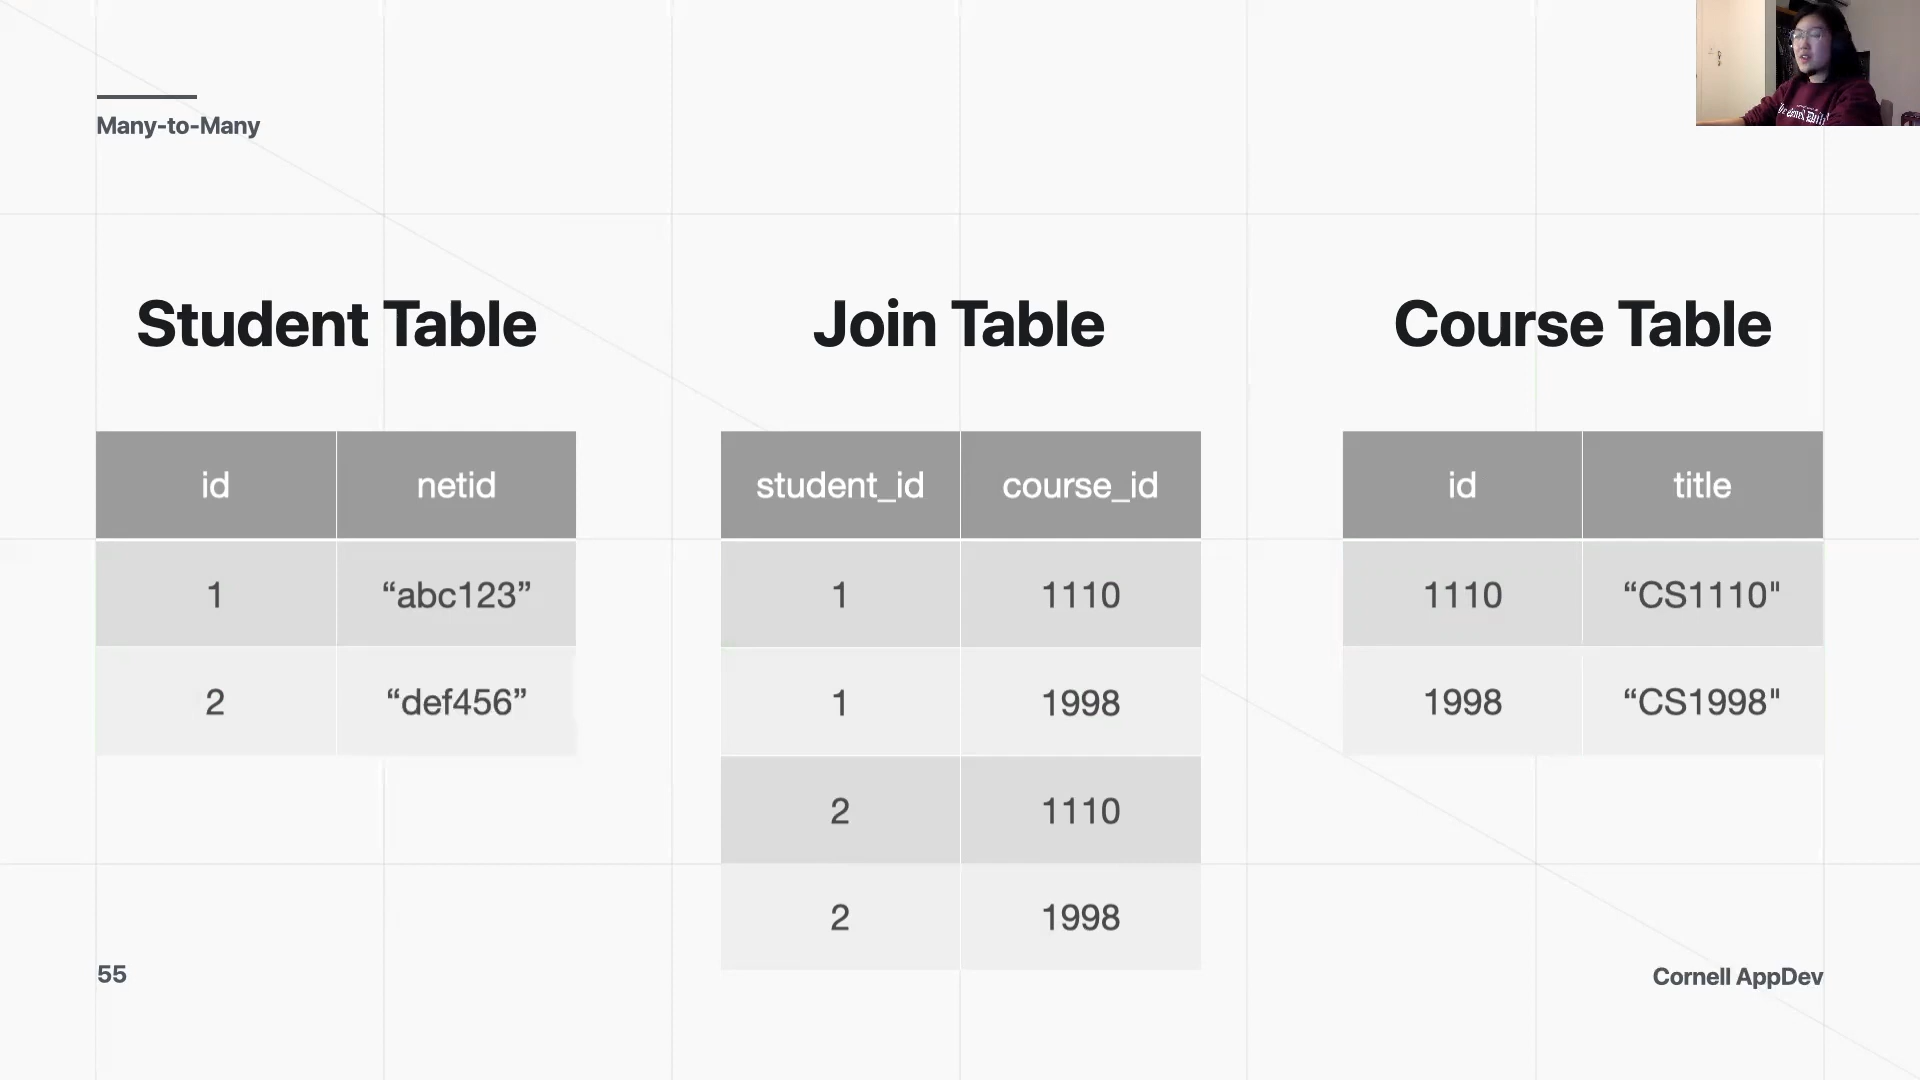 Many-to-Many
Student Table
Join Table
Course Table
id netid
1 “abc123”
2 “def456”
student_id course_id
1 1110
1 1998
2 1110
2 1998
id title
1110 “CS1110"
1998 “CS1998"
55
Cornell AppDev